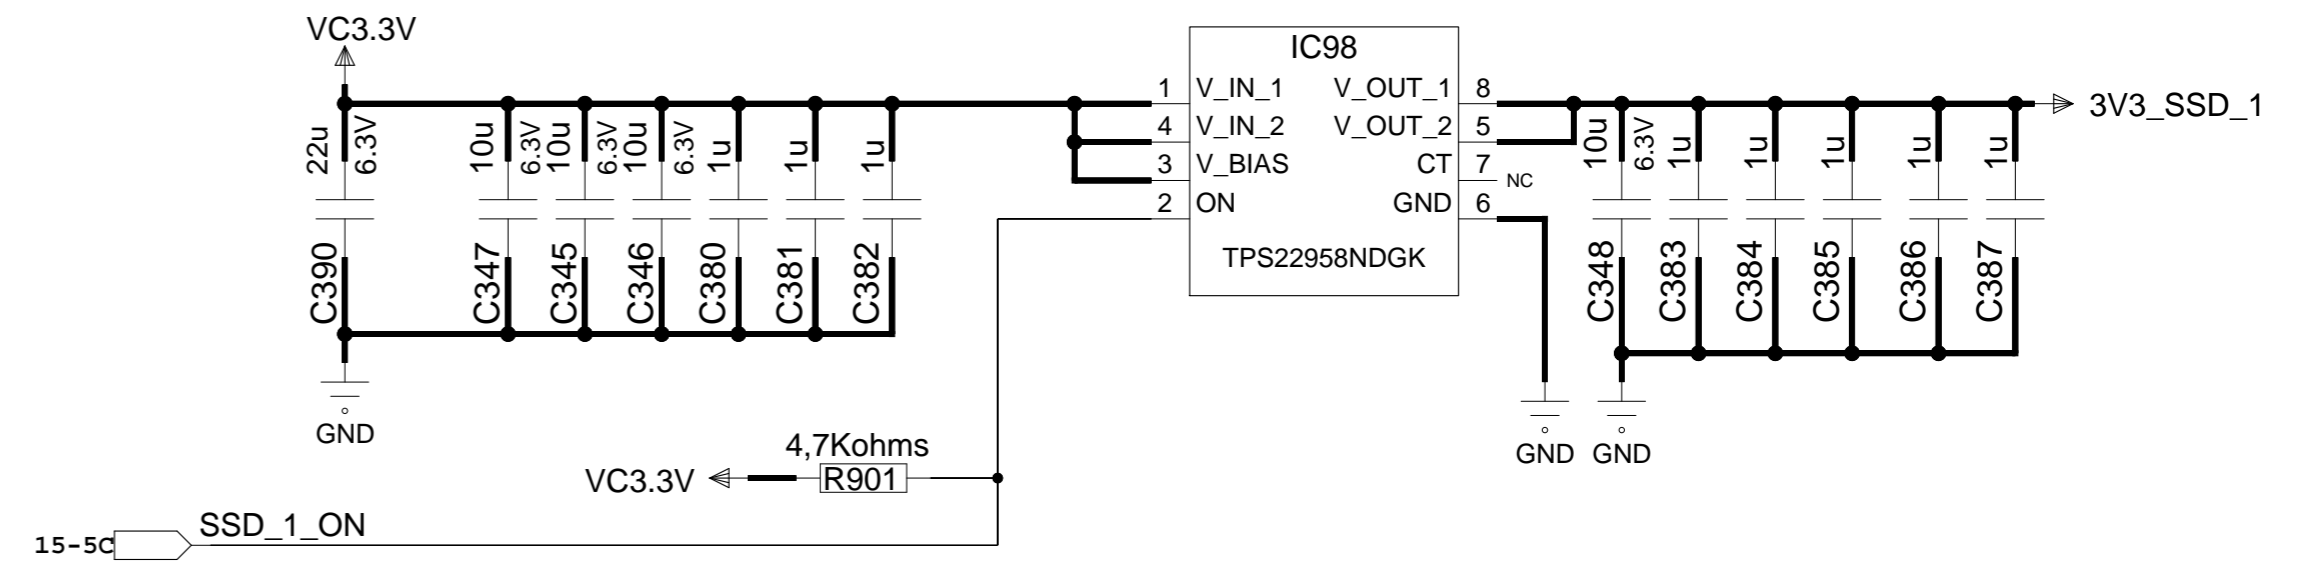 VC3.3V
IC98
1 V_IN_1 V_OUT_1 8
4 V_IN_2 V_OUT_2 5
3 V_BIAS CT 7 NC
2 ON GND 6
TPS22958NDGK
3V3_SSD_1
22u 6.3V
10u 6.3V
10u 6.3V
10u 6.3V
1u
1u
1u
10u 6.3V
1u
1u
1u
1u
1u
C390
C347
C345
C346
C380
C381
C382
C348
C383
C384
C385
C386
C387
GND
GND
GND
4,7Kohms
VC3.3V
R901
15-5C
SSD_1_ON